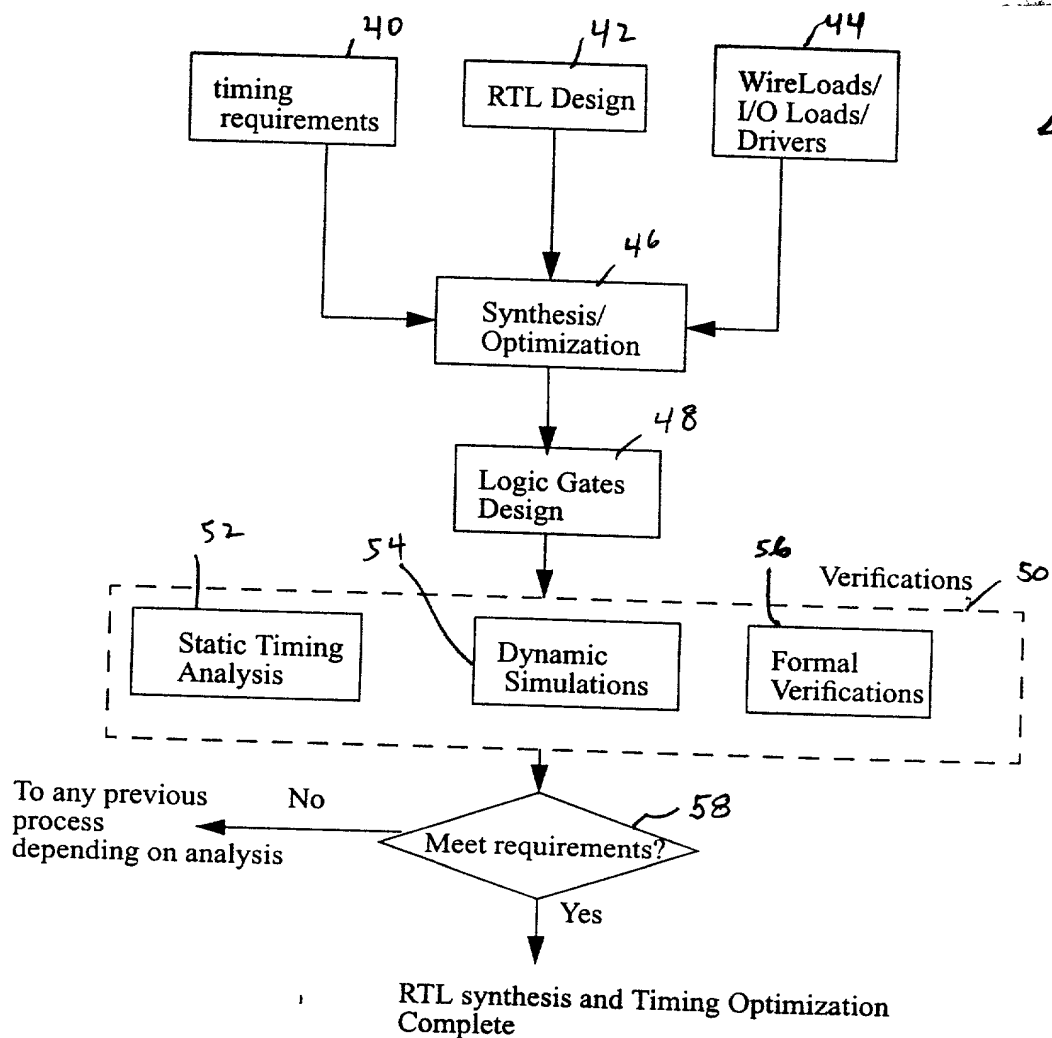 40
42
44
timing
requirements
RTL Design
WireLoads/
I/O Loads/
Drivers
46
Synthesis/
Optimization
48
Logic Gates
Design
52
54
56
Verifications
50
Static Timing
Analysis
Dynamic
Simulations
Formal
Verifications
58
To any previous
process
depending on analysis
No
Meet requirements?
Yes
RTL synthesis and Timing Optimization
Complete